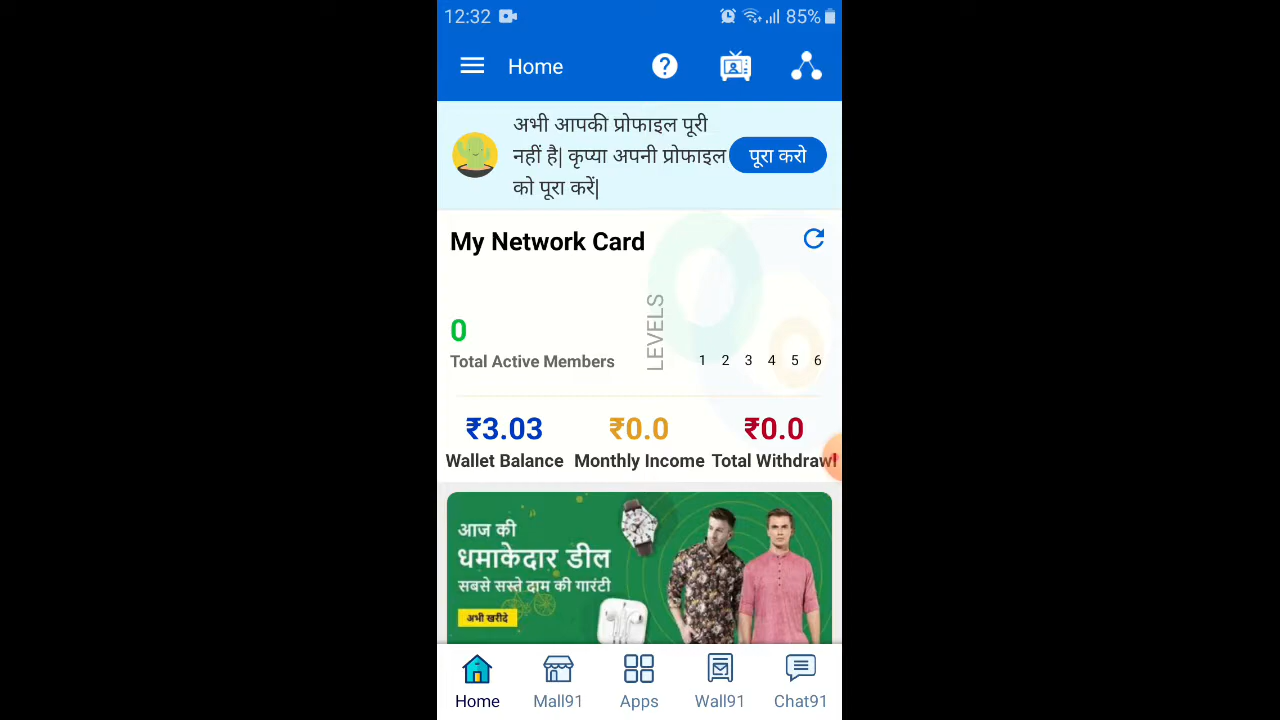 12:32
85%
Home
अभी आपकी प्रोफाइल पूरी
नहीं है| कृप्या अपनी प्रोफाइल
को पूरा करें|
पूरा करो
My Network Card
0
Total Active Members
LEVELS
1 2 3 4 5 6
₹3.03 ₹0.0 ₹0.0
Wallet Balance Monthly Income Total Withdrawl
आज की
धमाकेदार डील
सबसे सस्ते दाम की गारंटी
अभी खरीदे
Home Mall91 Apps Wall91 Chat91